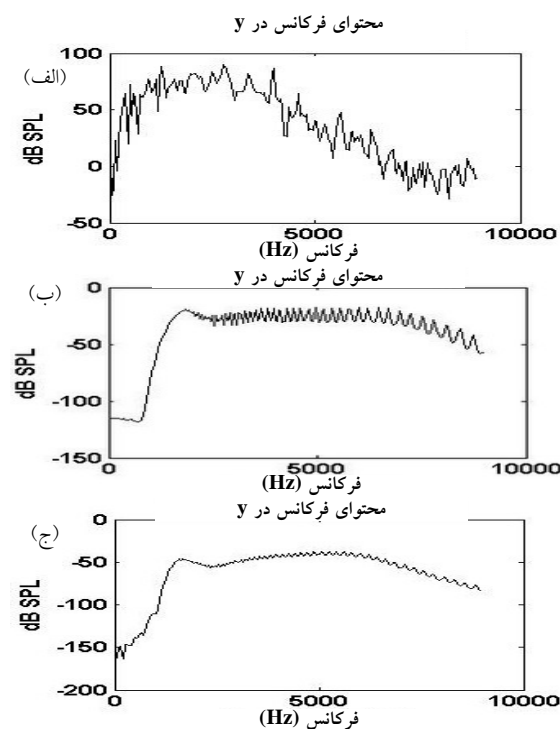 محتوای فرکانس در y
(الف)
100
50
0
-50
dB SPL
0 5000 10000
فرکانس (Hz)
محتوای فرکانس در y
(ب)
0
-50
-100
-150
dB SPL
0 5000 10000
فرکانس (Hz)
محتوای فرکانس در y
(ج)
0
-50
-100
-150
-200
dB SPL
0 5000 10000
فرکانس (Hz)